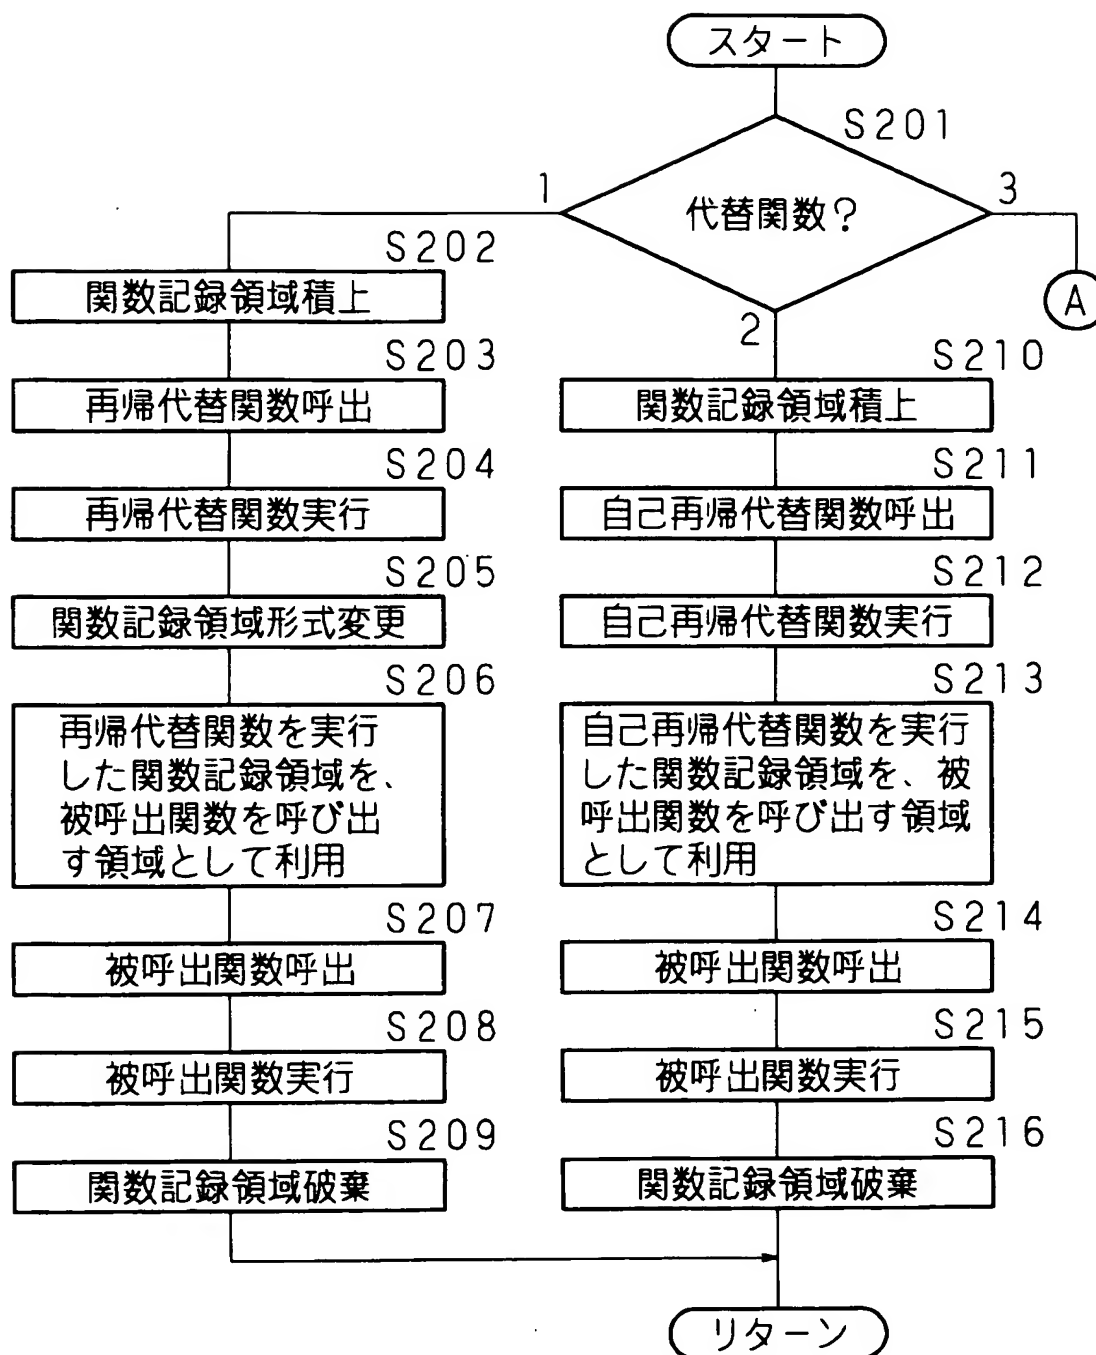 スタート
S201
代替関数?
1
2
3
A
S202
関数記録領域積上
S203
再帰代替関数呼出
S204
再帰代替関数実行
S205
関数記録領域形式変更
S206
再帰代替関数を実行
した関数記録領域を、
被呼出関数を呼び出
す領域として利用
S207
被呼出関数呼出
S208
被呼出関数実行
S209
関数記録領域破棄
S210
関数記録領域積上
S211
自己再帰代替関数呼出
S212
自己再帰代替関数実行
S213
自己再帰代替関数を実行
した関数記録領域を、被
呼出関数を呼び出す領域
として利用
S214
被呼出関数呼出
S215
被呼出関数実行
S216
関数記録領域破棄
リターン